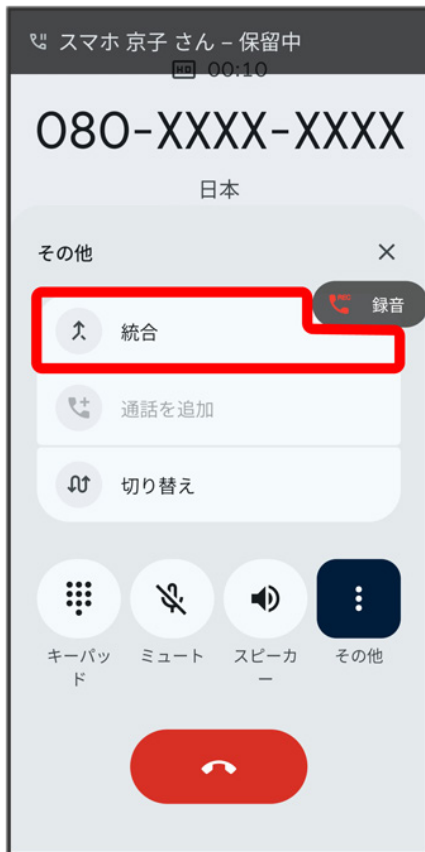 スマホ 京子 さん – 保留中
HD 00:10
080-XXXX-XXXX
日本
その他
REC 録音
統合
通話を追加
切り替え
キーパッ
ド
ミュート
スピーカ
ー
その他